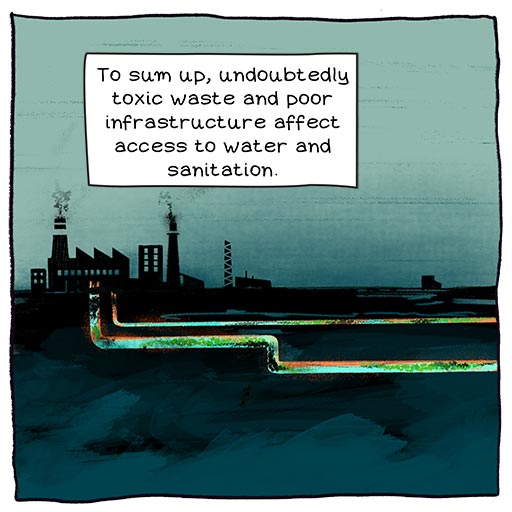 To sum up, undoubtedly
toxic waste and poor
infrastructure affect
access to water and
sanitation.